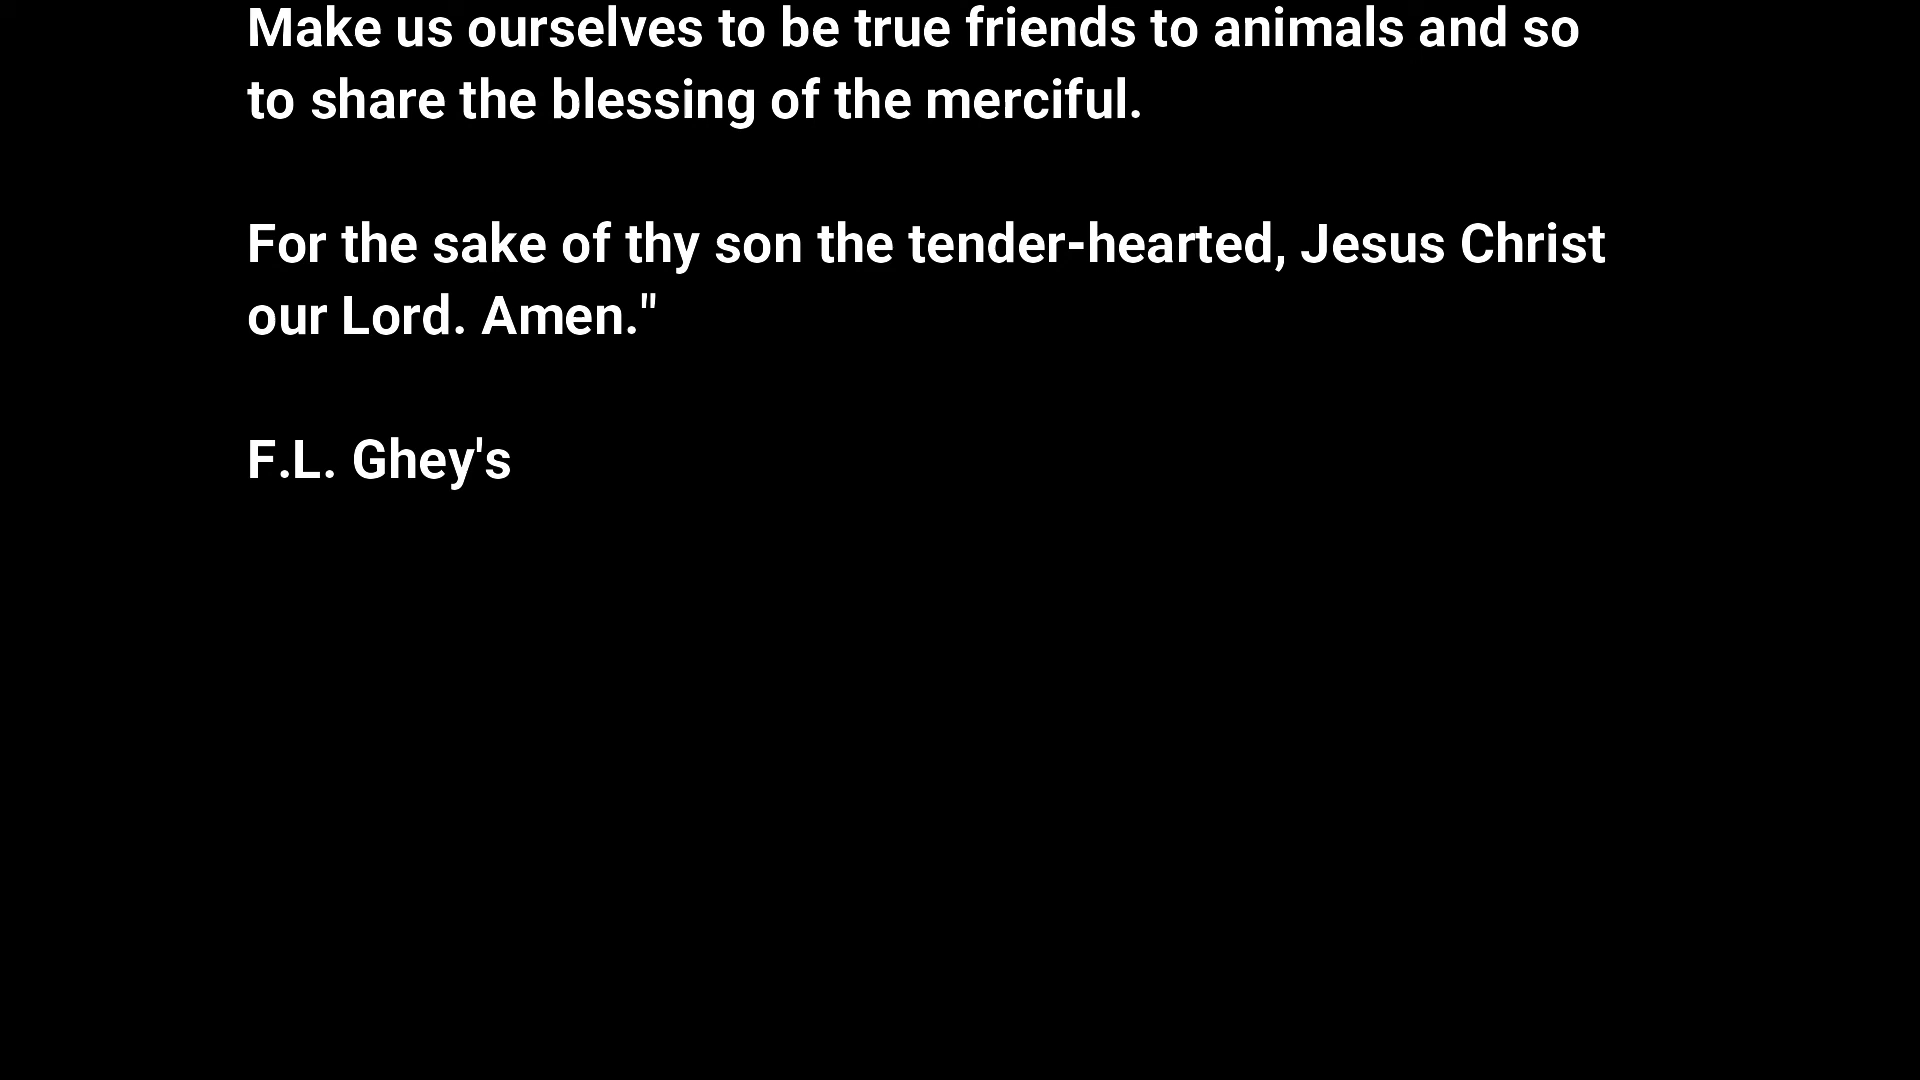 Make us ourselves to be true friends to animals and so
to share the blessing of the merciful.
For the sake of thy son the tender-hearted, Jesus Christ
our Lord. Amen."
F.L. Ghey's